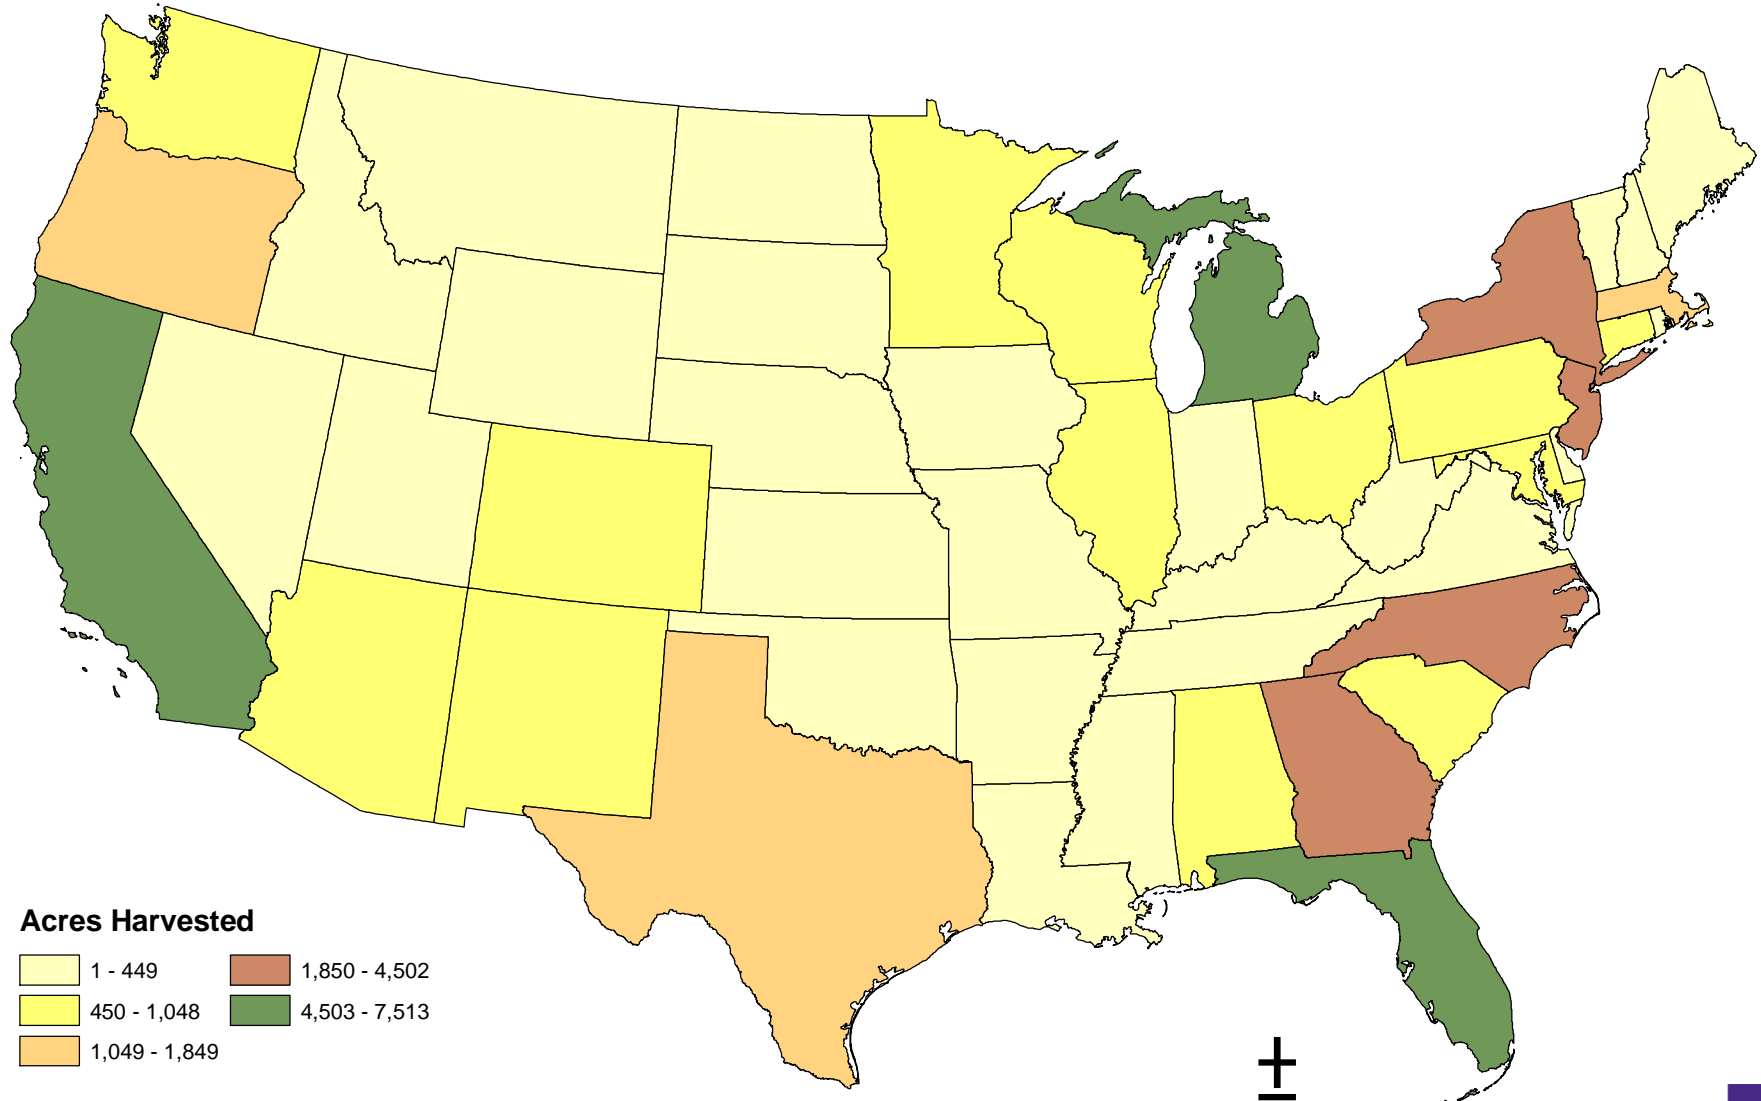 Acres Harvested
1 - 449
450 - 1,048
1,049 - 1,849
1,850 - 4,502
4,503 - 7,513